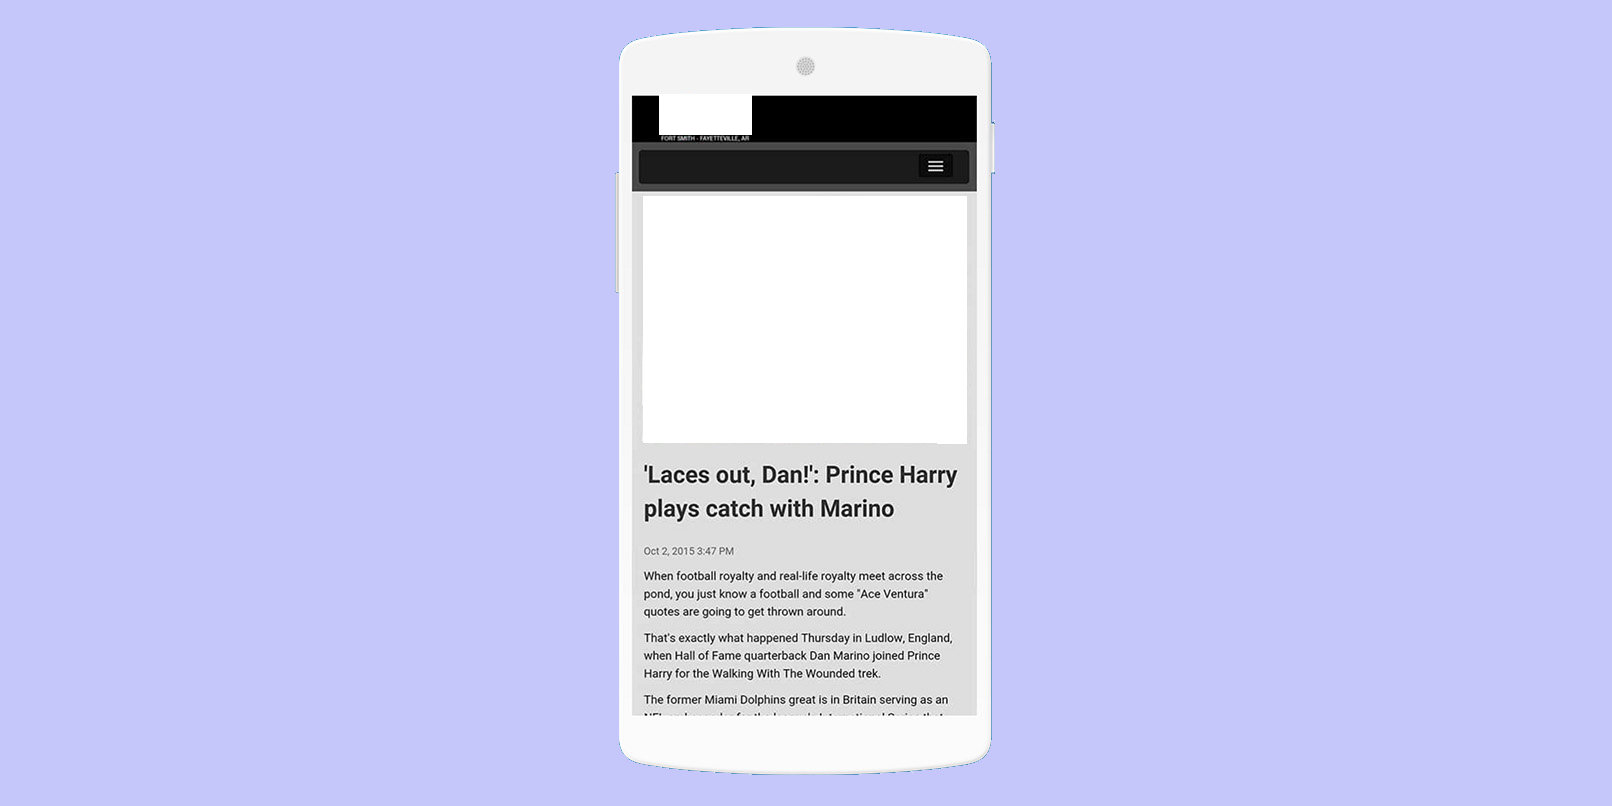 FORT SMITH - FAYETTEVILLE, AR
'Laces out, Dan!': Prince Harry
plays catch with Marino
Oct 2, 2015 3:47 PM
When football royalty and real-life royalty meet across the
pond, you just know a football and some "Ace Ventura"
quotes are going to get thrown around.
That's exactly what happened Thursday in Ludlow, England,
when Hall of Fame quarterback Dan Marino joined Prince
Harry for the Walking With The Wounded trek.
The former Miami Dolphins great is in Britain serving as an